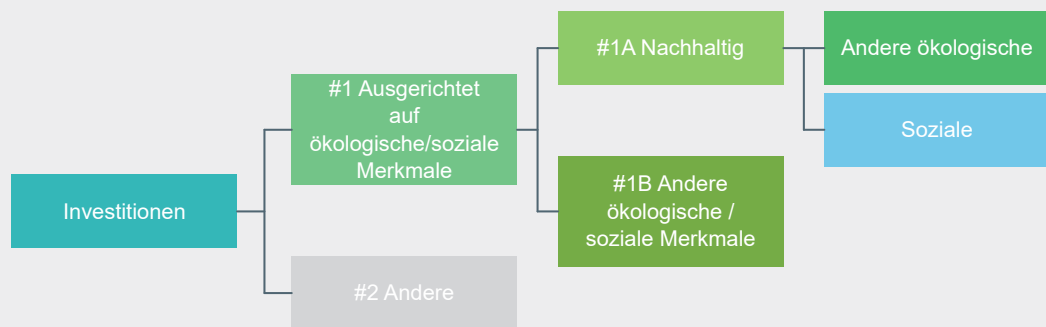 #1A Nachhaltig
Andere ökologische
#1 Ausgerichtet
auf
ökologische/soziale
Merkmale
Soziale
#1B Andere
ökologische /
soziale Merkmale
Investitionen
#2 Andere